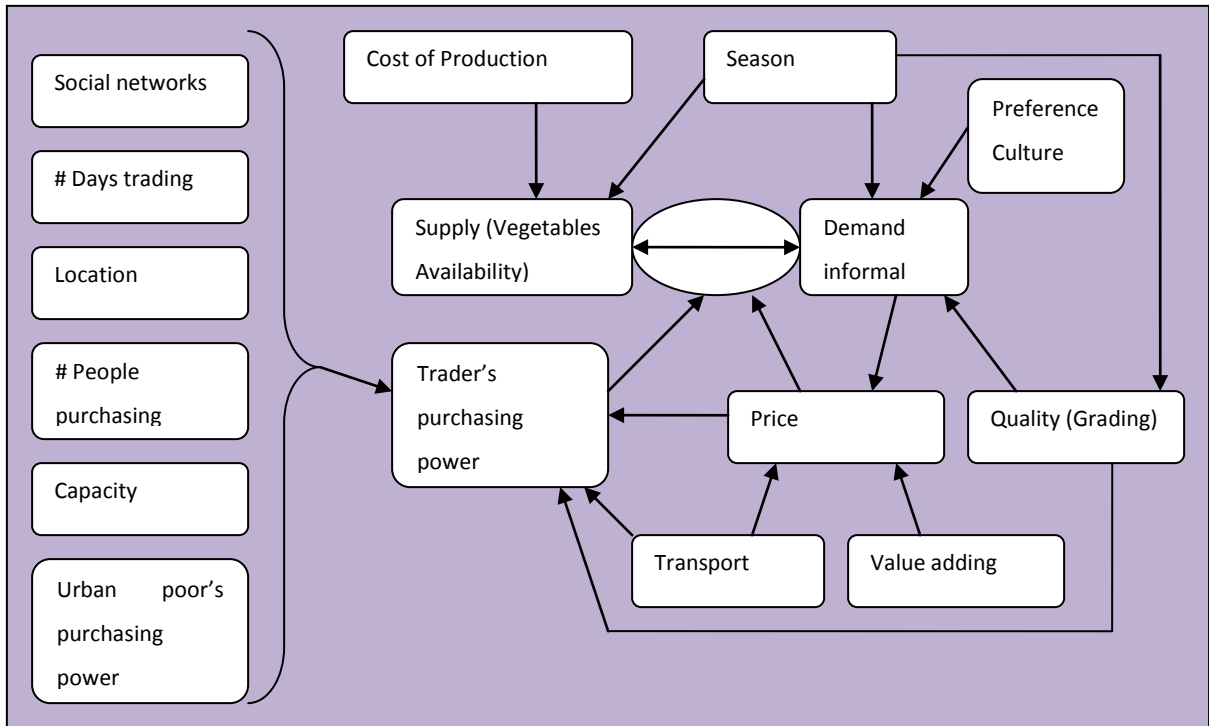 Social networks
# Days trading
Location
# People
purchasing
Capacity
Urban poor's
purchasing
power
Cost of Production
Season
Preference
Culture
Supply (Vegetables
Availability)
Demand
informal
Trader's
purchasing
power
Price
Quality (Grading)
Transport
Value adding